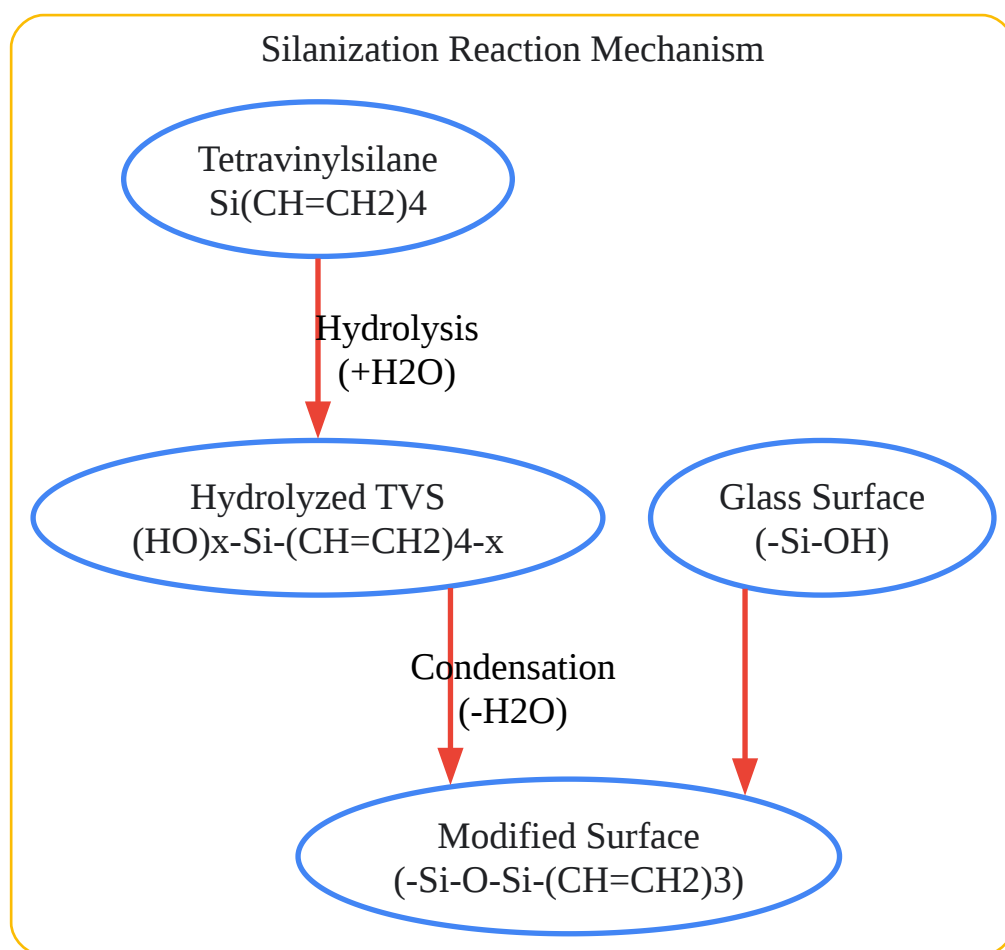 Silanization Reaction Mechanism
Tetravinylsilane
Si(CH=CH2)4
Hydrolysis
(+H2O)
Hydrolyzed TVS
(HO)x-Si-(CH=CH2)4-x
Glass Surface
(-Si-OH)
Condensation
(-H2O)
Modified Surface
(-Si-O-Si-(CH=CH2)3)